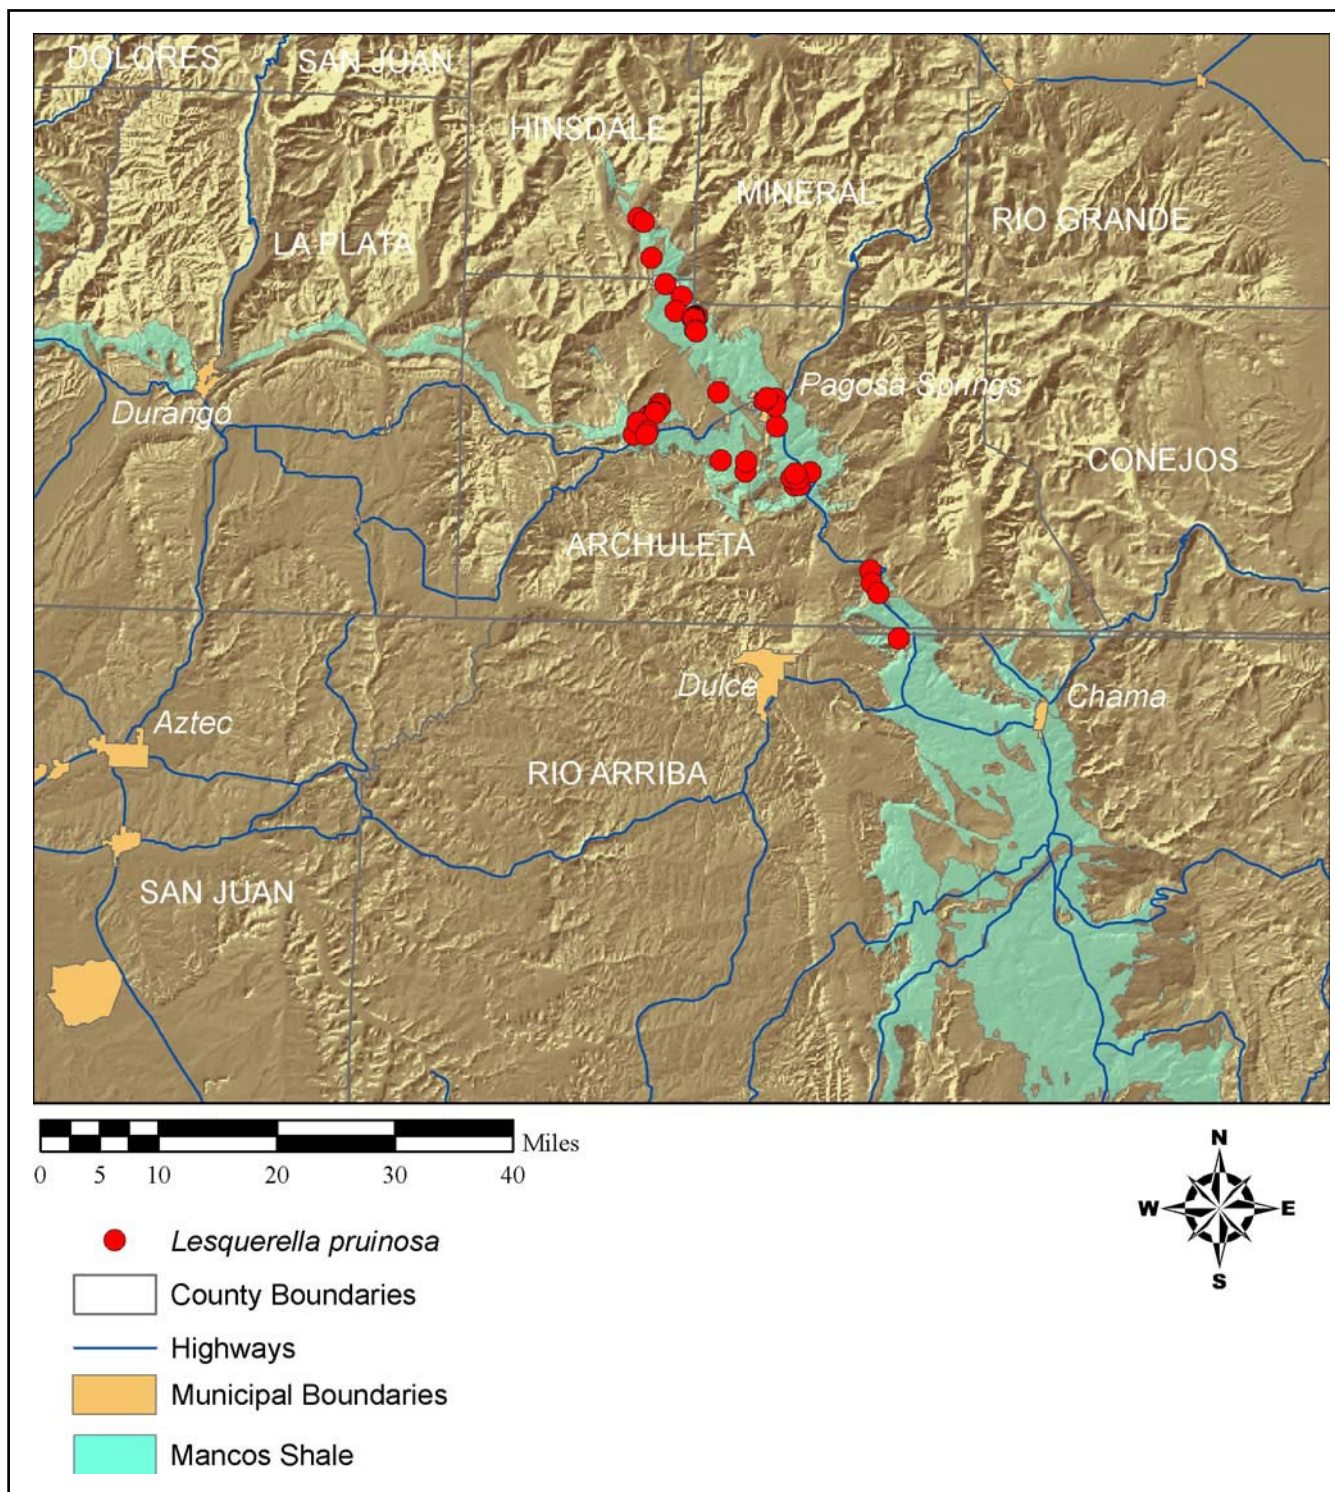 DOLORES
SAN JUAN
HINSDALE
MINERAL
RIO GRANDE
LA PLATA
Pagosa Springs
Durango
CONEJOS
ARCHULETA
Dulce
Chama
Aztec
RIO ARRIBA
SAN JUAN
Miles
0 5 10 20 30 40
N
W E
S
Lesquerella pruinosa
County Boundaries
Highways
Municipal Boundaries
Mancos Shale